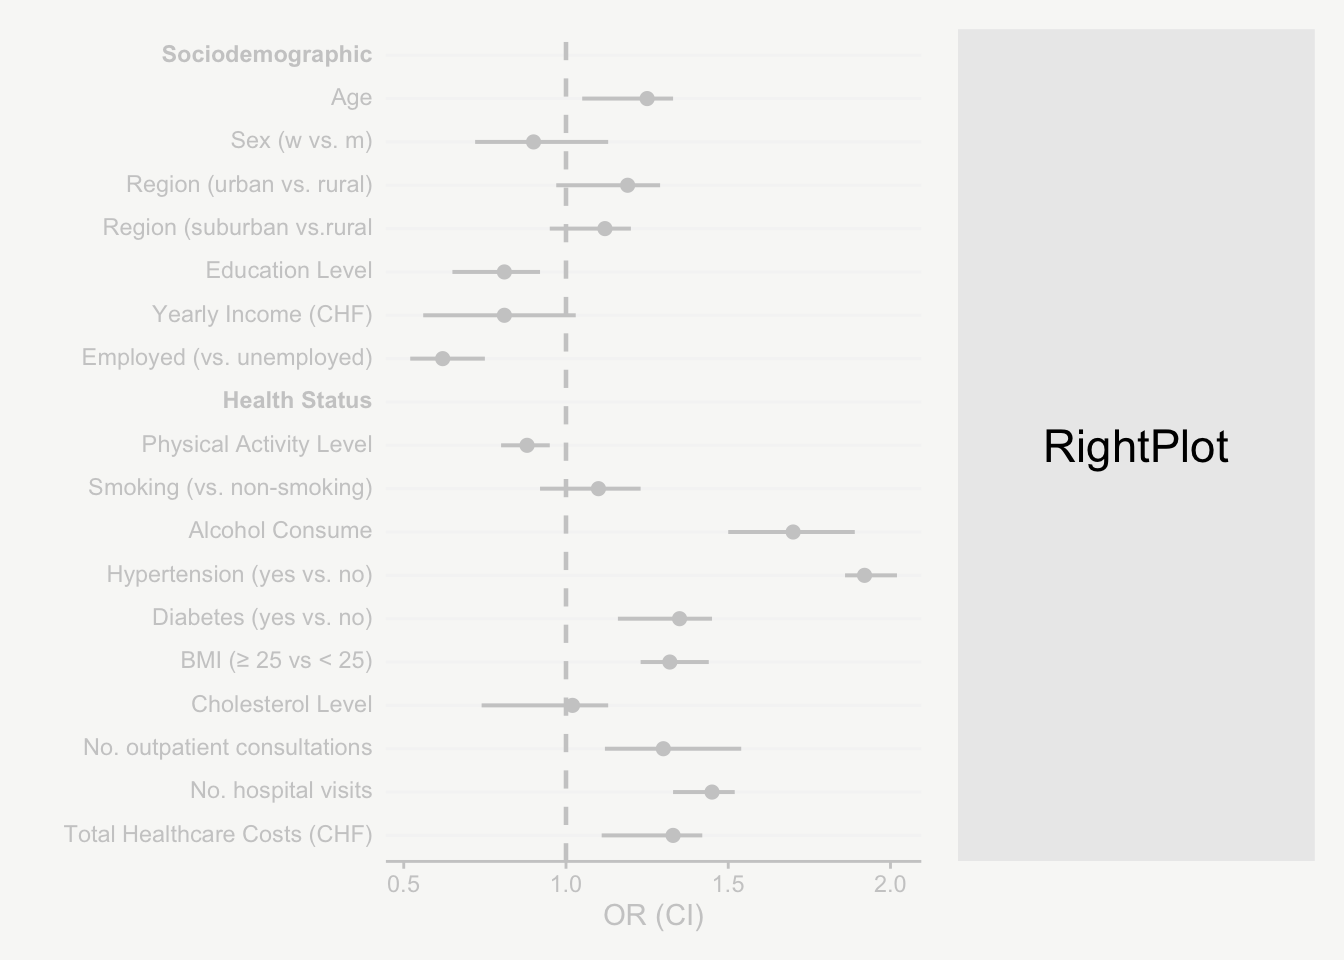 Sociodemographic
Age
Sex (w vs. m)
Region (urban vs. rural)
Region (suburban vs.rural
Education Level
Yearly Income (CHF)
Employed (vs. unemployed)
Health Status
Physical Activity Level
Smoking (vs. non-smoking)
Alcohol Consume
Hypertension (yes vs. no)
Diabetes (yes vs. no)
BMI (≥ 25 vs < 25)
Cholesterol Level
No. outpatient consultations
No. hospital visits
Total Healthcare Costs (CHF)
0.5 1.0 1.5 2.0
OR (CI)
RightPlot